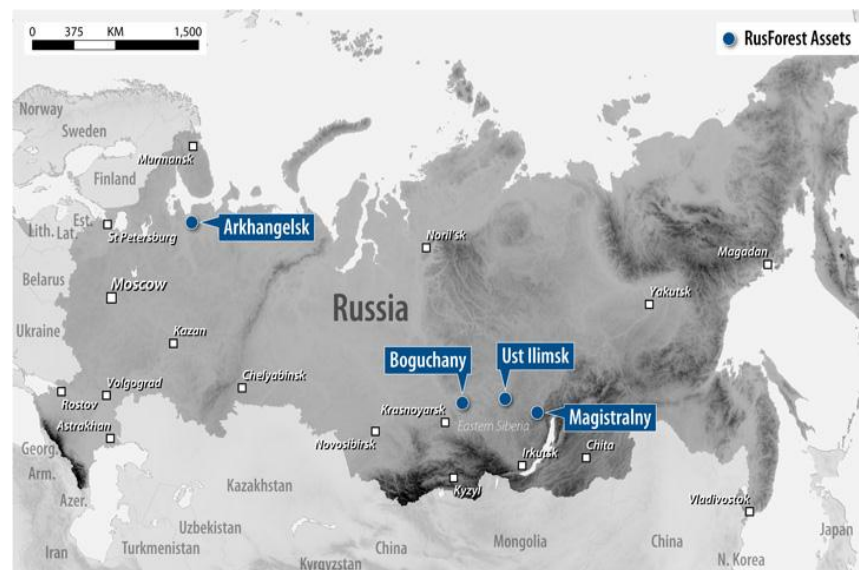 0 375 KM 1,500
RusForest Assets
Norway
Sweden
Murmansk
Finland
Est.
St Petersburg
Arkhangelsk
Noril'sk
Lith. Lat.
Magadan
Belarus
Moscow
Russia
Yakutsk
Ukraine
Kazan
Boguchany
Ust Ilimsk
Chelyabinsk
Volgograd
Rostov
Krasnoyarsk
Magistralny
Astrakhan
Eastern Siberia
Novosibirsk
Chita
Georg.
Irkutsk
Arm.
Kyzyl
Kazakhstan
Azer.
Vladivostok
Uzbekistan
Japan
Iran
Turkmenistan
China
Mongolia
China
N. Korea
Kyrgyzstan